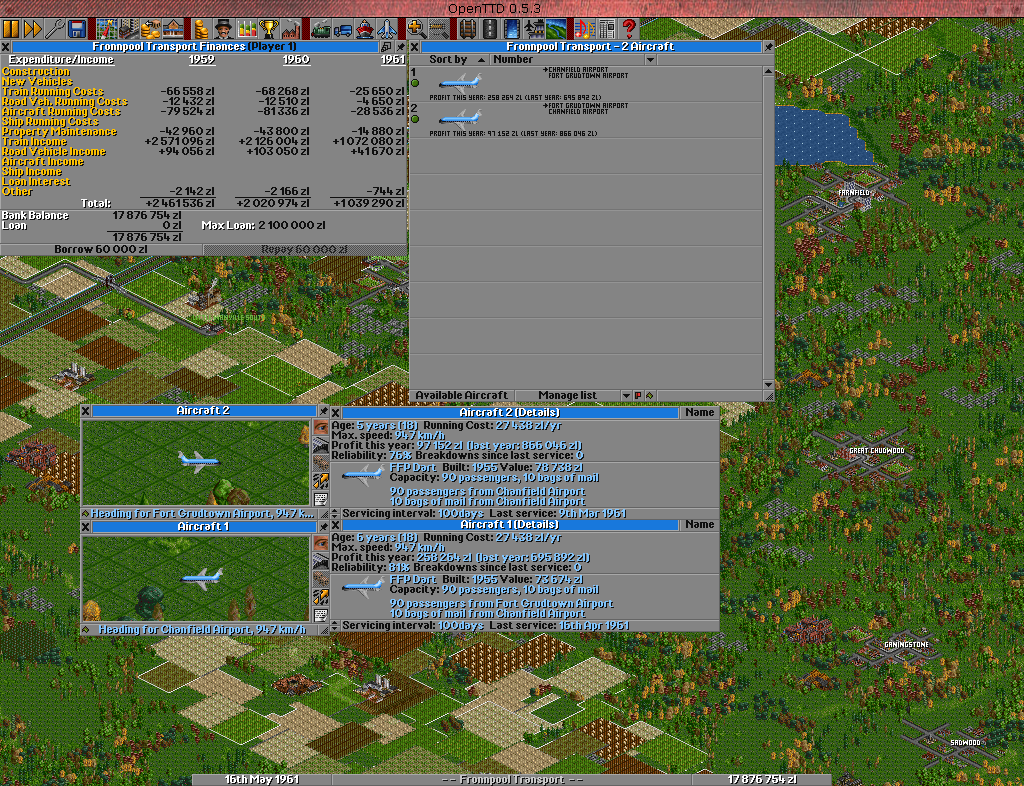 OpenTTD 0.5.3
Fronnpool Transport Finances (Player 1)
Expenditure/Income 1959 1960 1961
Construction
New Vehicles
Train Running Costs -66 558 zl -68 268 zl -25 650 zl
Road Veh. Running Costs -12 432 zl -12 510 zl -4 650 zl
Aircraft Running Costs -79 524 zl -81 336 zl -28 536 zl
Ship Running Costs
Property Maintenance -42 960 zl -43 800 zl -14 880 zl
Train Income +2 571 096 zl +2 126 004 zl +1 072 080 zl
Road Vehicle Income +94 056 zl +103 050 zl +41 670 zl
Aircraft Income
Ship Income
Loan Interest
Other -2 142 zl -2 166 zl -744 zl
Total: +2 461 536 zl +2 020 974 zl +1 039 290 zl
Bank Balance 17 876 754 zl
Loan 0 zl Max Loan: 2 100 000 zl
17 876 754 zl
Borrow 60 000 zl Repay 60 000 zl
Fronnpool Transport - 2 Aircraft
Sort by Number
1
CHANFIELD AIRPORT
FORT GRUDTOWN AIRPORT
PROFIT THIS YEAR: 258 264 ZL (LAST YEAR: 695 892 ZL)
2
FORT GRUDTOWN AIRPORT
CHANFIELD AIRPORT
PROFIT THIS YEAR: 97 152 ZL (LAST YEAR: 866 046 ZL)
Available Aircraft Manage list
FRANFIELD
Aircraft 2
Heading for Fort Grudtown Airport, 947 k...
Aircraft 2 (Details) Name
Age: 5 years (18) Running Cost: 27 438 zl/yr
Max. speed: 947 km/h
Profit this year: 97 152 zl (last year: 866 046 zl)
Reliability: 76% Breakdowns since last service: 0
FFP Dart Built: 1955 Value: 78 738 zl
Capacity: 90 passengers, 10 bags of mail
90 passengers from Chanfield Airport
10 bags of mail from Chanfield Airport
Servicing interval: 100days Last service: 9th Mar 1961
Aircraft 1
Heading for Chanfield Airport, 947 km/h
Aircraft 1 (Details) Name
Age: 6 years (18) Running Cost: 27 438 zl/yr
Max. speed: 947 km/h
Profit this year: 258 264 zl (last year: 695 892 zl)
Reliability: 81% Breakdowns since last service: 0
FFP Dart Built: 1955 Value: 73 674 zl
Capacity: 90 passengers, 10 bags of mail
90 passengers from Fort Grudtown Airport
10 bags of mail from Chanfield Airport
Servicing interval: 100days Last service: 16th Apr 1961
GREAT CHUDWOOD
GANINGSTONE
SADWOOD
16th May 1961 -- Fronnpool Transport -- 17 876 754 zl